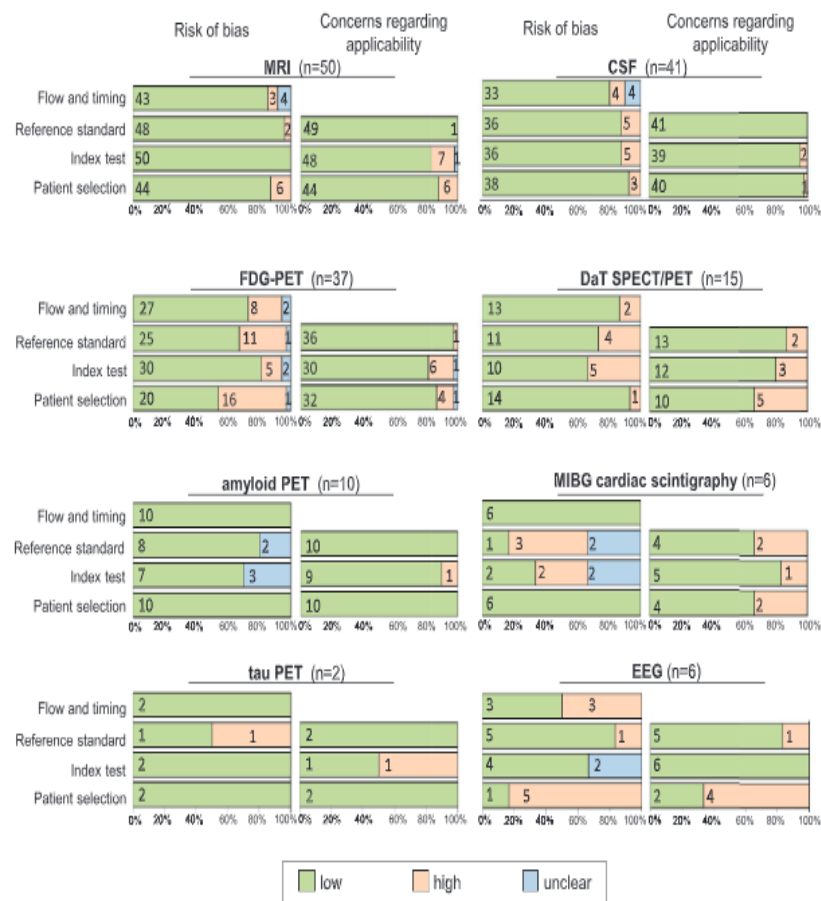 Risk of bias
Concerns regarding
applicability
Risk of bias
Concerns regarding
applicability
MRI (n=50)
Flow and timing 43 3 4
Reference standard 48 2 49 1
Index test 50 48 7 1
Patient selection 44 6 44 6
0% 20% 40% 60% 80% 100% 0% 20% 40% 60% 80% 100%
CSF (n=41)
33 4 4
36 5 41
36 5 39 2
38 3 40 1
0% 20% 40% 60% 80% 100% 0% 20% 40% 60% 80% 100%
FDG-PET (n=37)
Flow and timing 27 8 2
Reference standard 25 11 1 36 1
Index test 30 5 2 30 6 1
Patient selection 20 16 1 32 4 1
0% 20% 40% 60% 80% 100% 0% 20% 40% 60% 80% 100%
DaT SPECT/PET (n=15)
13 2
11 4 13 2
10 5 12 3
14 1 10 5
0% 20% 40% 60% 80% 100% 0% 20% 40% 60% 80% 100%
amyloid PET (n=10)
Flow and timing 10
Reference standard 8 2 10
Index test 7 3 9 1
Patient selection 10 10
0% 20% 40% 60% 80% 100% 0% 20% 40% 60% 80% 100%
MIBG cardiac scintigraphy (n=6)
6
1 3 2 4 2
2 2 2 5 1
6 4 2
0% 20% 40% 60% 80% 100% 0% 20% 40% 60% 80% 100%
tau PET (n=2)
Flow and timing 2
Reference standard 1 1 2
Index test 2 1 1
Patient selection 2 2
0% 20% 40% 60% 80% 100% 0% 20% 40% 60% 80% 100%
EEG (n=6)
3 3
5 1 5 1
4 2 6
1 5 2 4
0% 20% 40% 60% 80% 100% 0% 20% 40% 60% 80% 100%
low high unclear